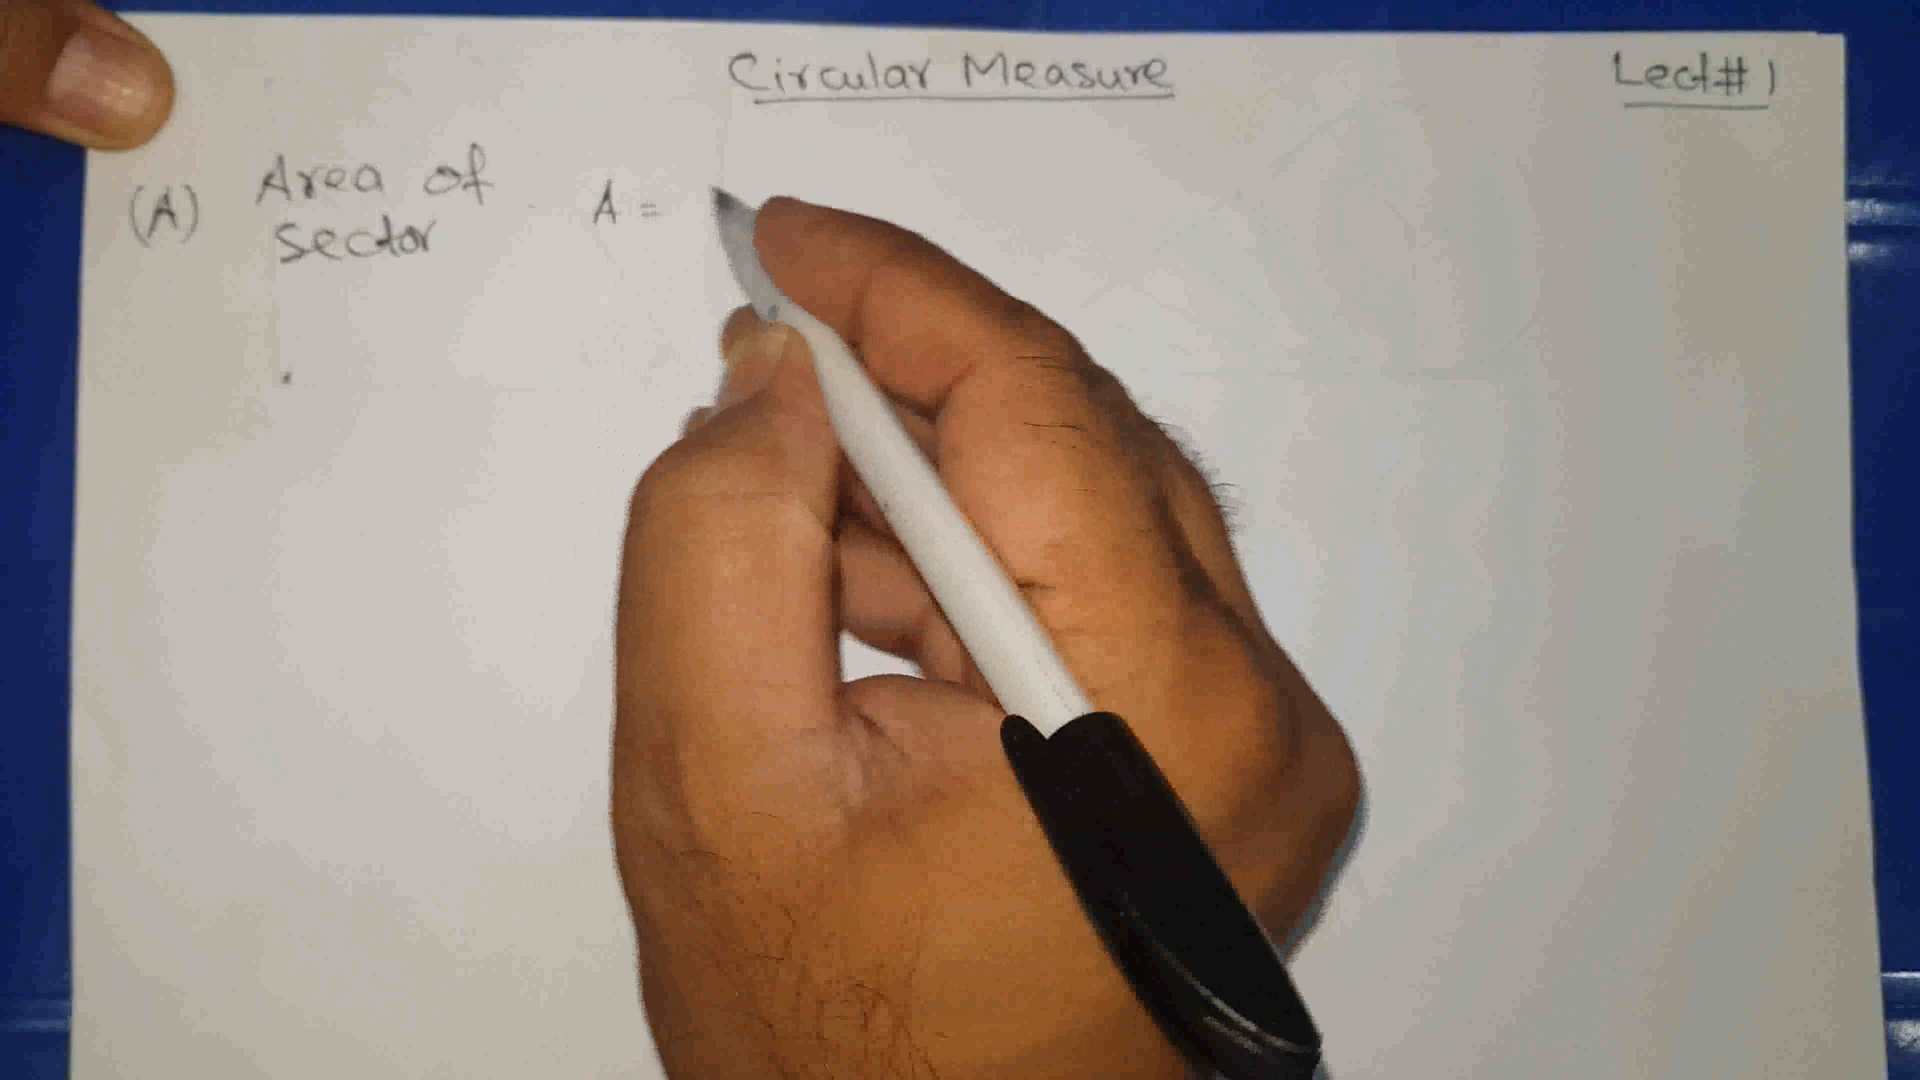 Circular Measure
Lect# 1
(A) Area of
sector
A =